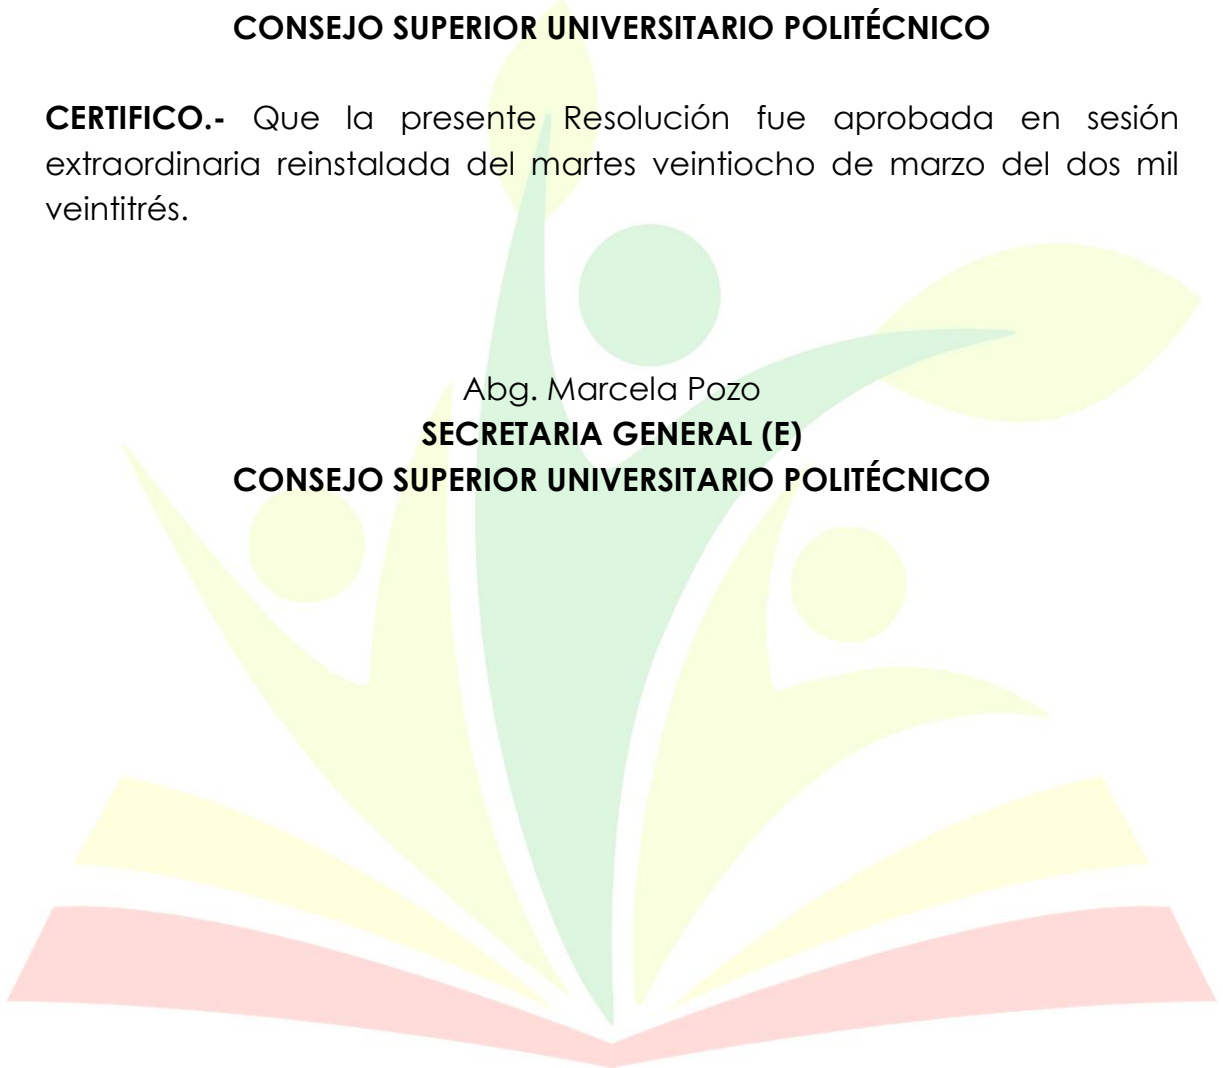 CONSEJO SUPERIOR UNIVERSITARIO POLITÉCNICO
CERTIFICO.- Que la presente Resolución fue aprobada en sesión
extraordinaria reinstalada del martes veintiocho de marzo del dos mil
veintitrés.
Abg. Marcela Pozo
SECRETARIA GENERAL (E)
CONSEJO SUPERIOR UNIVERSITARIO POLITÉCNICO